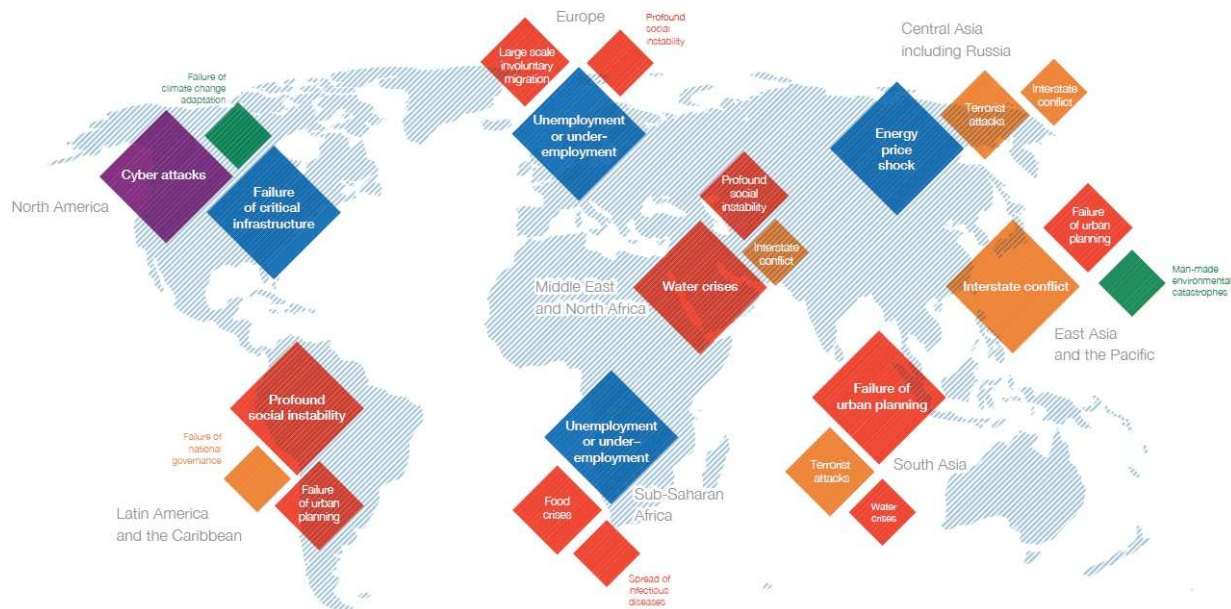 Europe
Profound
social
instability
Large scale
involuntary
migration
Unemployment
or under-
employment
Central Asia
including Russia
Energy
price
shock
Terrorist
attacks
Interstate
conflict
Failure of
climate change
adaptation
Cyber attacks
Failure
of critical
infrastructure
North America
Profound
social
instability
Interstate
conflict
Water crises
Middle East
and North Africa
Failure
of urban
planning
Interstate conflict
Man-made
environmental
catastrophes
East Asia
and the Pacific
Profound
social instability
Failure of
national
governance
Failure
of urban
planning
Latin America
and the Caribbean
Unemployment
or under–
employment
Food
crises
Spread of
infectious
diseases
Sub-Saharan
Africa
Failure of
urban planning
Terrorist
attacks
Water
crises
South Asia